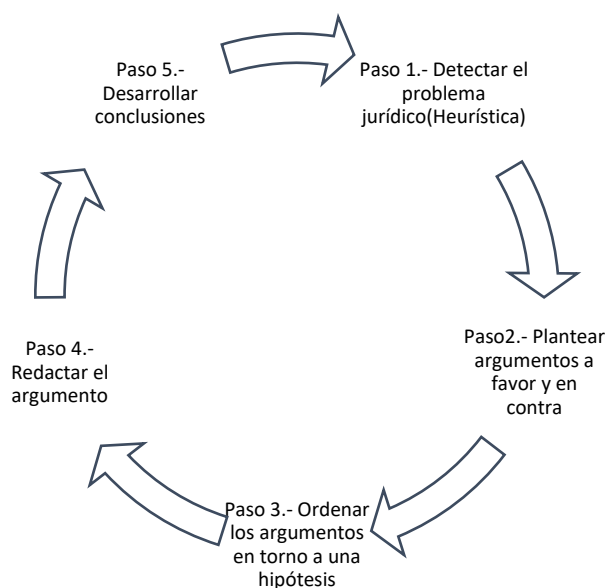 Paso 1.- Detectar el
problema
jurídico(Heurística)
Paso2.- Plantear
argumentos a
favor y en
contra
Paso 3.- Ordenar
los argumentos
en torno a una
hipótesis
Paso 4.-
Redactar el
argumento
Paso 5.-
Desarrollar
conclusiones